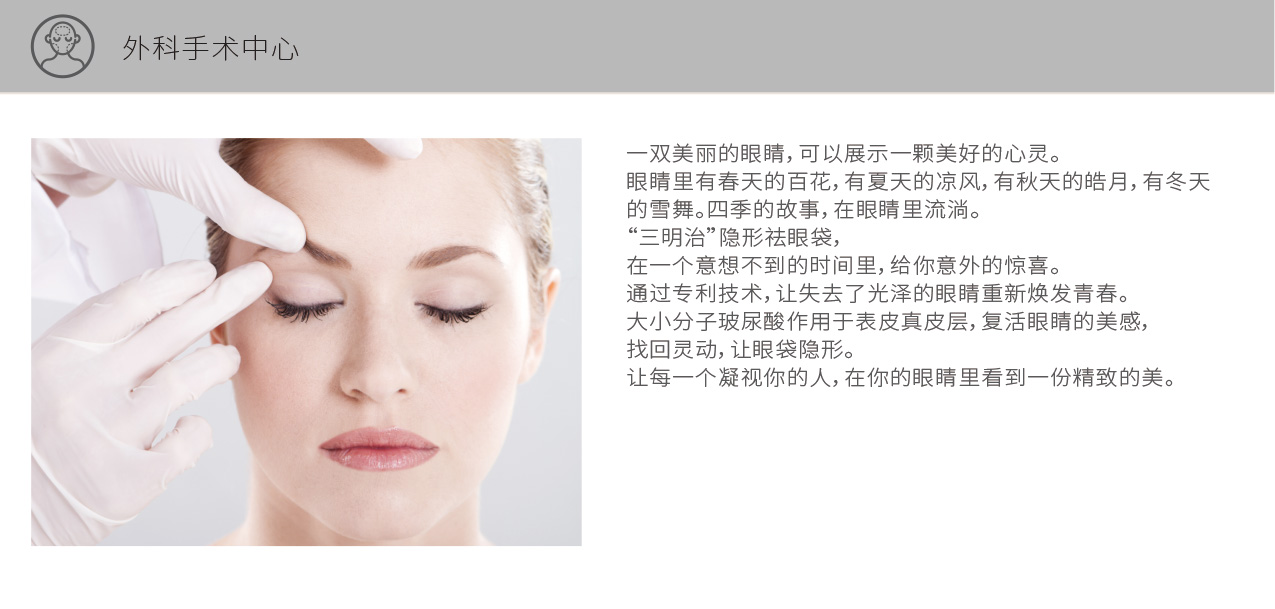 外科手术中心
一双美丽的眼睛，可以展示一颗美好的心灵。
眼睛里有春天的百花，有夏天的凉风，有秋天的皓月，有冬天
的雪舞。四季的故事，在眼睛里流淌。
“三明治”隐形祛眼袋，
在一个意想不到的时间里，给你意外的惊喜。
通过专利技术，让失去了光泽的眼睛重新焕发青春。
大小分子玻尿酸作用于表皮真皮层，复活眼睛的美感，
找回灵动，让眼袋隐形。
让每一个凝视你的人，在你的眼睛里看到一份精致的美。